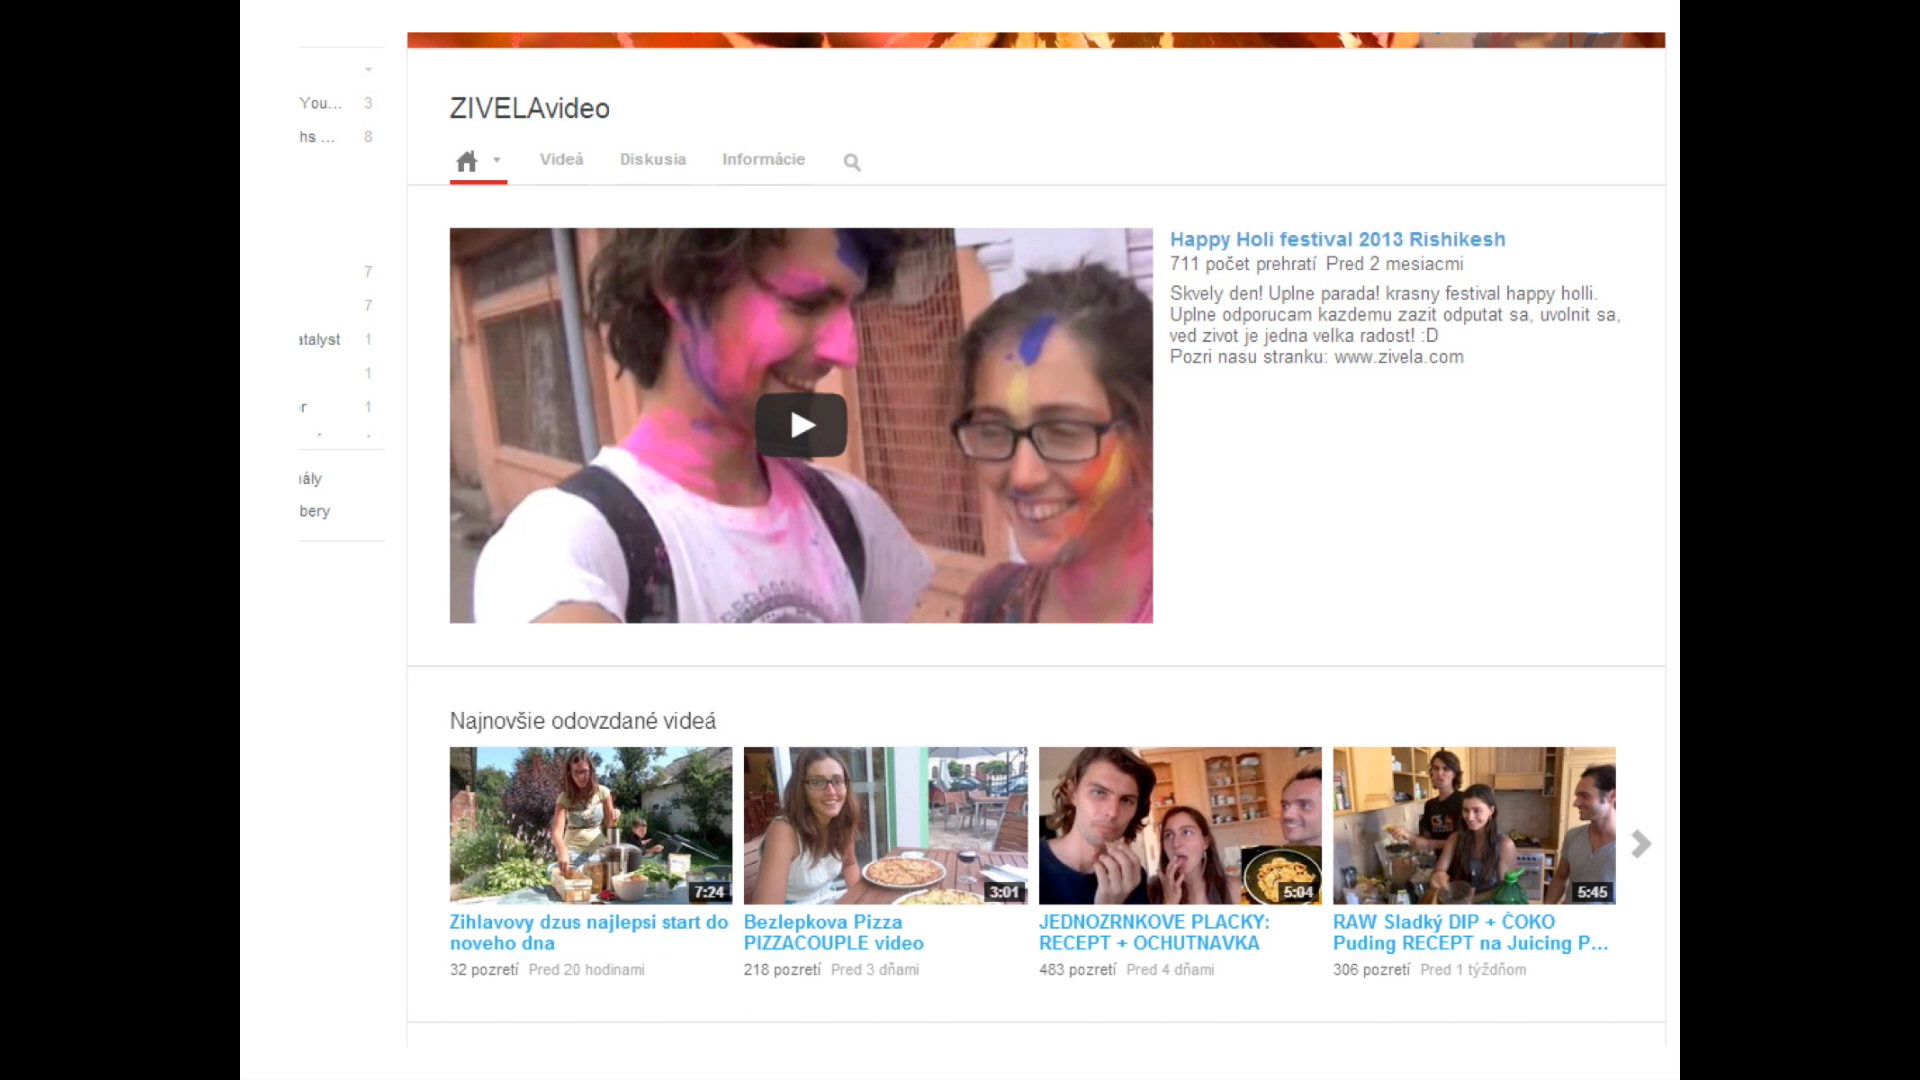 You... 3
hs ... 8
7
7
atalyst 1
1
r 1
ály
bery
ZIVELAvideo
Videá Diskusia Informácie
Happy Holi festival 2013 Rishikesh
711 počet prehratí Pred 2 mesiacmi
Skvely den! Uplne parada! krasny festival happy holli.
Uplne odporucam kazdemu zazit odputat sa, uvolnit sa,
ved zivot je jedna velka radost! :D
Pozri nasu stranku: www.zivela.com
Najnovšie odovzdané videá
7:24
Zihlavovy dzus najlepsi start do
noveho dna
32 pozretí Pred 20 hodinami
3:01
Bezlepkova Pizza
PIZZACOUPLE video
218 pozretí Pred 3 dňami
5:04
JEDNOZRNKOVE PLACKY:
RECEPT + OCHUTNAVKA
483 pozretí Pred 4 dňami
5:45
RAW Sladký DIP + ČOKO
Puding RECEPT na Juicing P...
306 pozretí Pred 1 týždňom